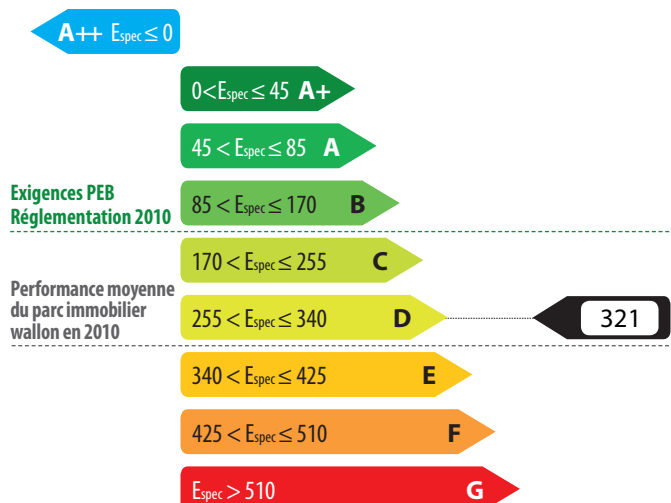 A++ Espec ≤ 0
0<Espec ≤ 45 A+
45 < Espec ≤ 85 A
Exigences PEB
Réglementation 2010
85 < Espec ≤ 170 B
170 < Espec ≤ 255 C
Performance moyenne
du parc immobilier
wallon en 2010
255 < Espec ≤ 340 D
321
340 < Espec ≤ 425 E
425 < Espec ≤ 510 F
Espec > 510 G